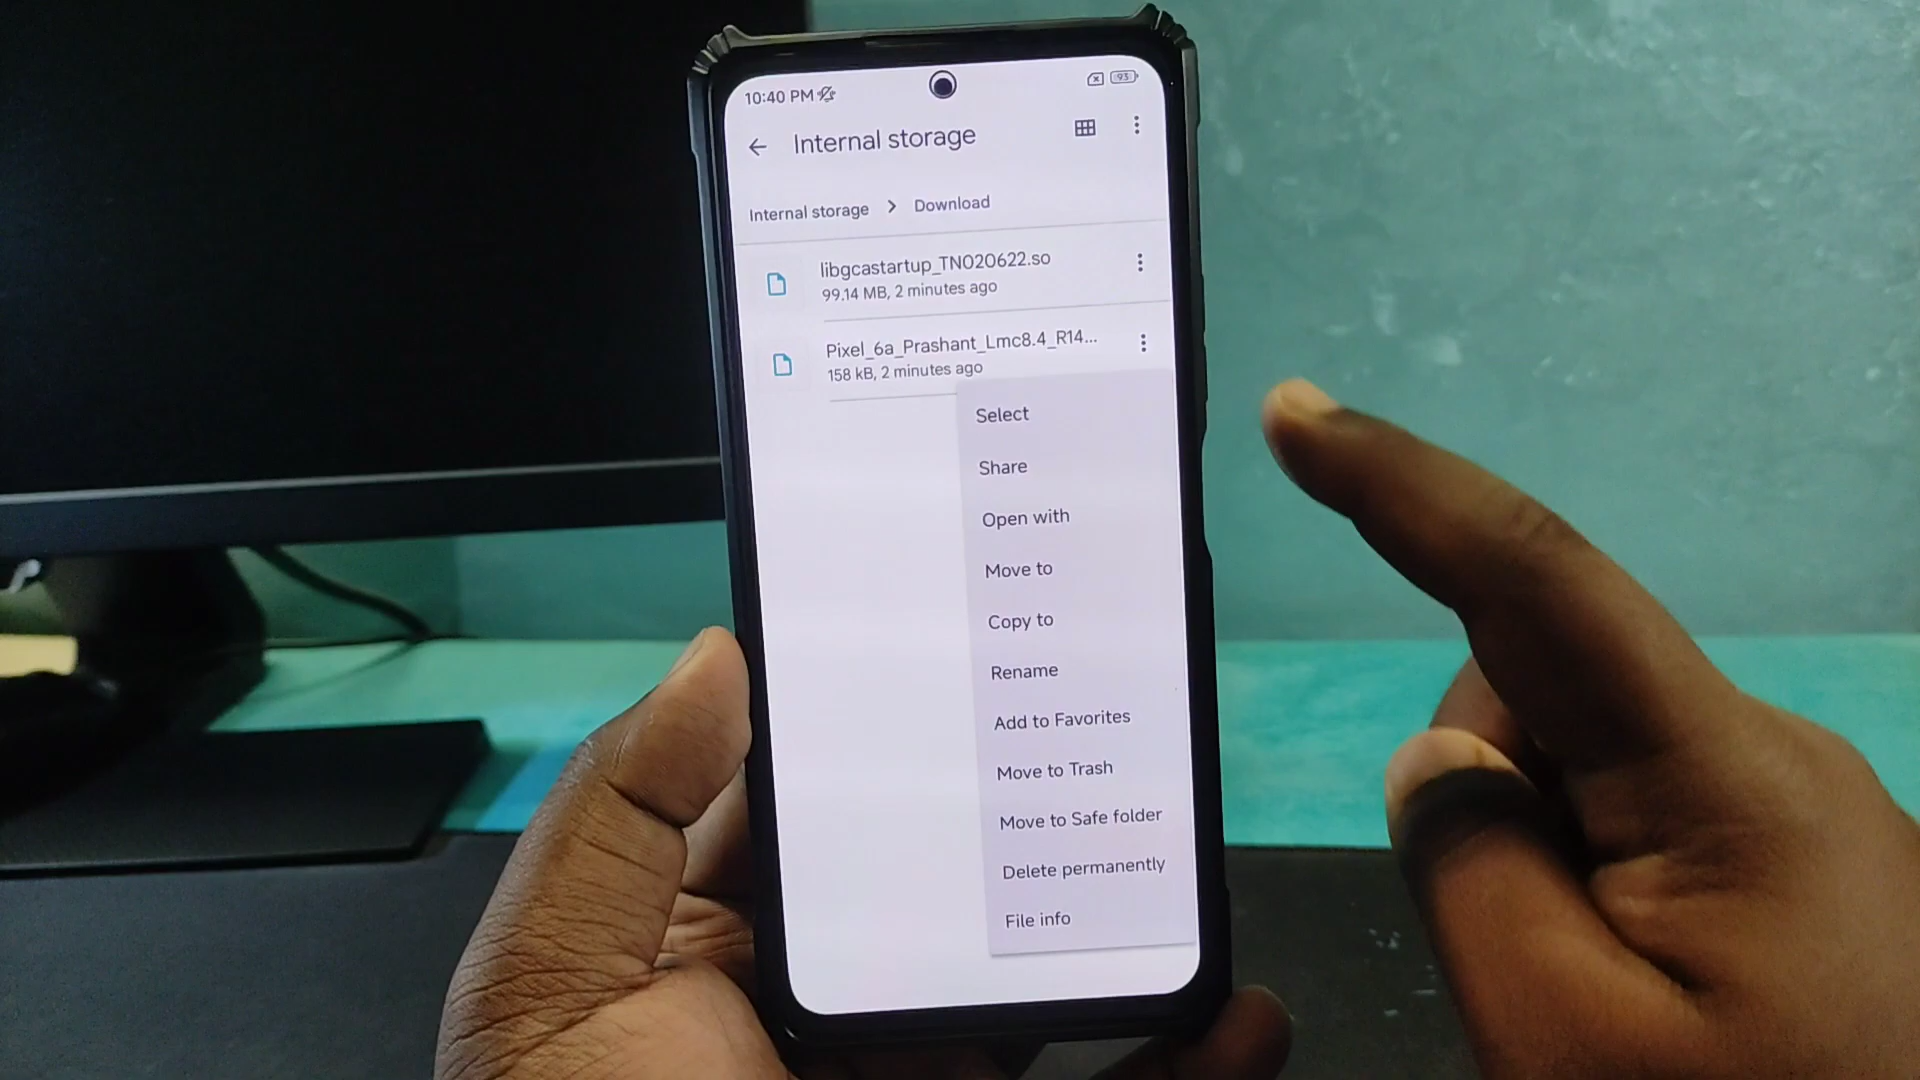 10:40 PM
93
Internal storage
Internal storage > Download
libgcastartup_TN020622.so
99.14 MB, 2 minutes ago
Pixel_6a_Prashant_Lmc8.4_R14...
158 kB, 2 minutes ago
Select
Share
Open with
Move to
Copy to
Rename
Add to Favorites
Move to Trash
Move to Safe folder
Delete permanently
File info